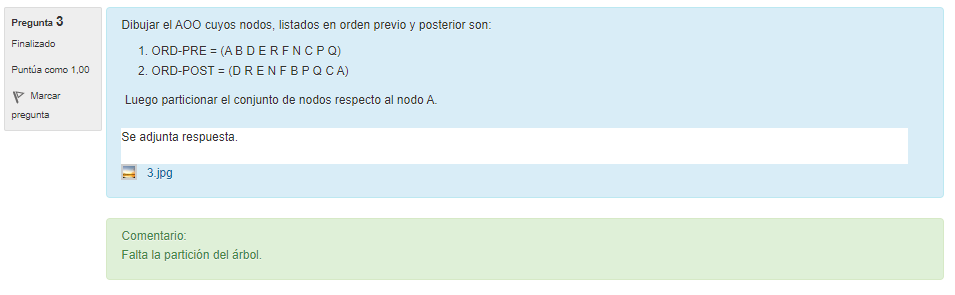 Pregunta 3
Finalizado
Puntúa como 1,00
Marcar
pregunta
Dibujar el AOO cuyos nodos, listados en orden previo y posterior son:
1. ORD-PRE = (A B D E R F N C P Q)
2. ORD-POST = (D R E N F B P Q C A)
Luego particionar el conjunto de nodos respecto al nodo A.
Se adjunta respuesta.
3.jpg
Comentario:
Falta la partición del árbol.